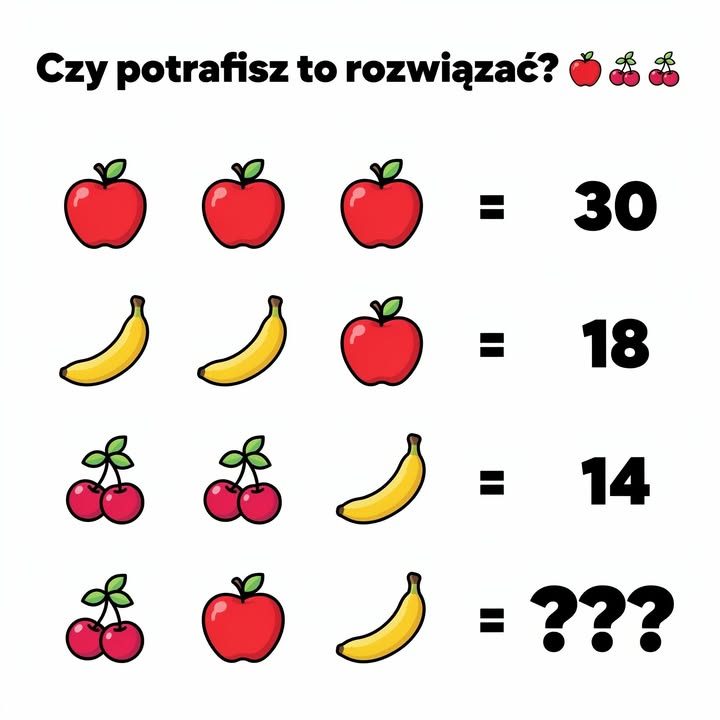 Czy potrafisz to rozwiązać?
= 30
= 18
= 14
= ???